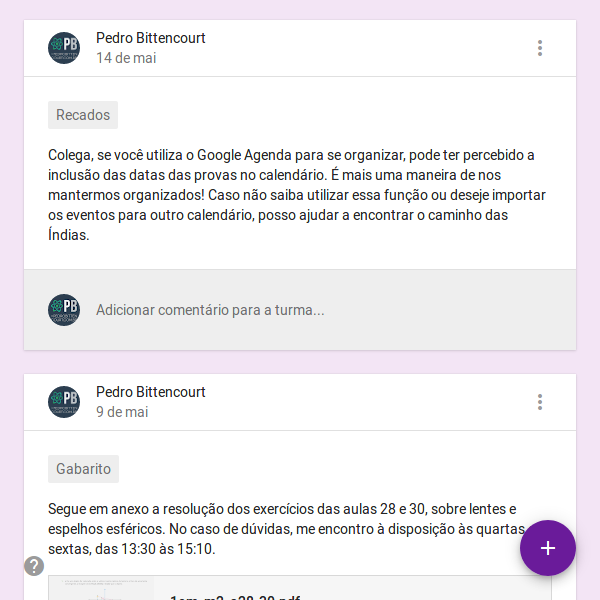 Pedro Bittencourt
14 de mai
Recados
Colega, se você utiliza o Google Agenda para se organizar, pode ter percebido a
inclusão das datas das provas no calendário. É mais uma maneira de nos
mantermos organizados! Caso não saiba utilizar essa função ou deseje importar
os eventos para outro calendário, posso ajudar a encontrar o caminho das
Índias.
PB
Adicionar comentário para a turma...
Pedro Bittencourt
9 de mai
Gabarito
Segue em anexo a resolução dos exercícios das aulas 28 e 30, sobre lentes e
espelhos esféricos. No caso de dúvidas, me encontro à disposição às quartas
sextas, das 13:30 às 15:10.